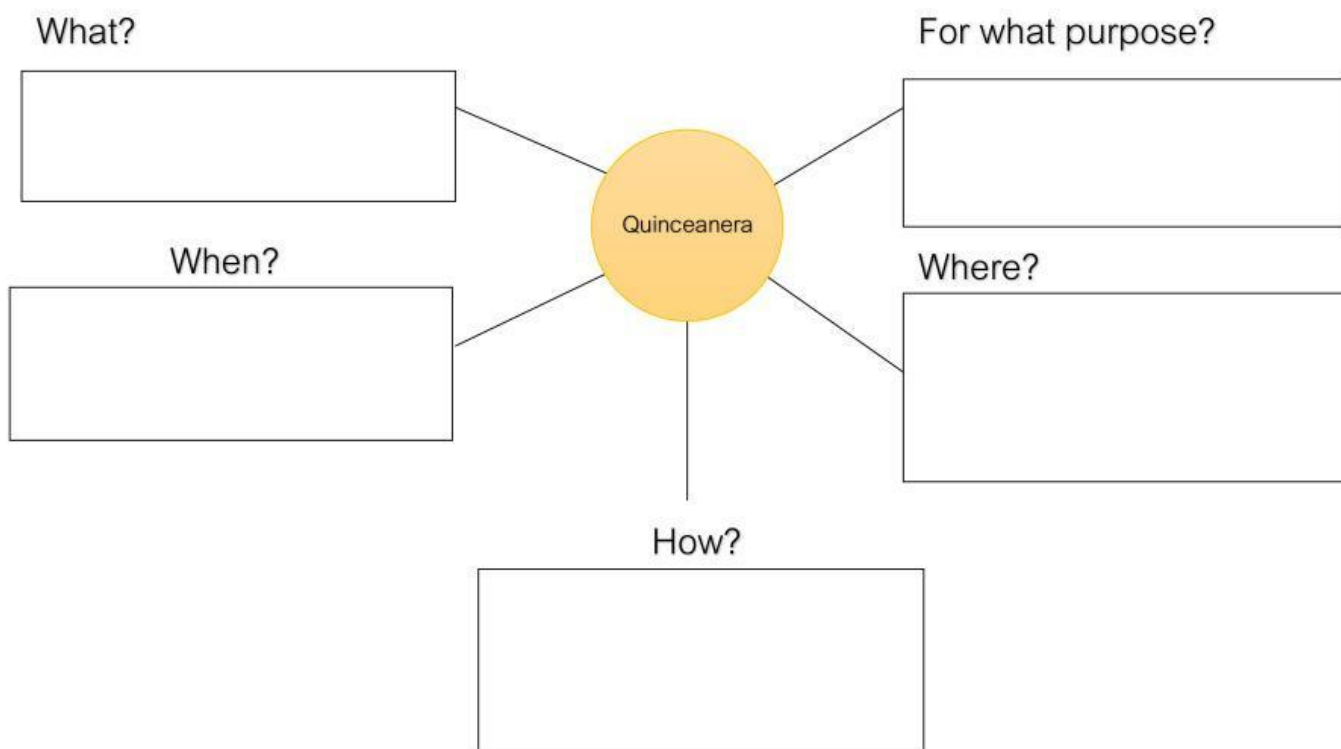 What?
For what purpose?
Quinceanera
When?
Where?
How?